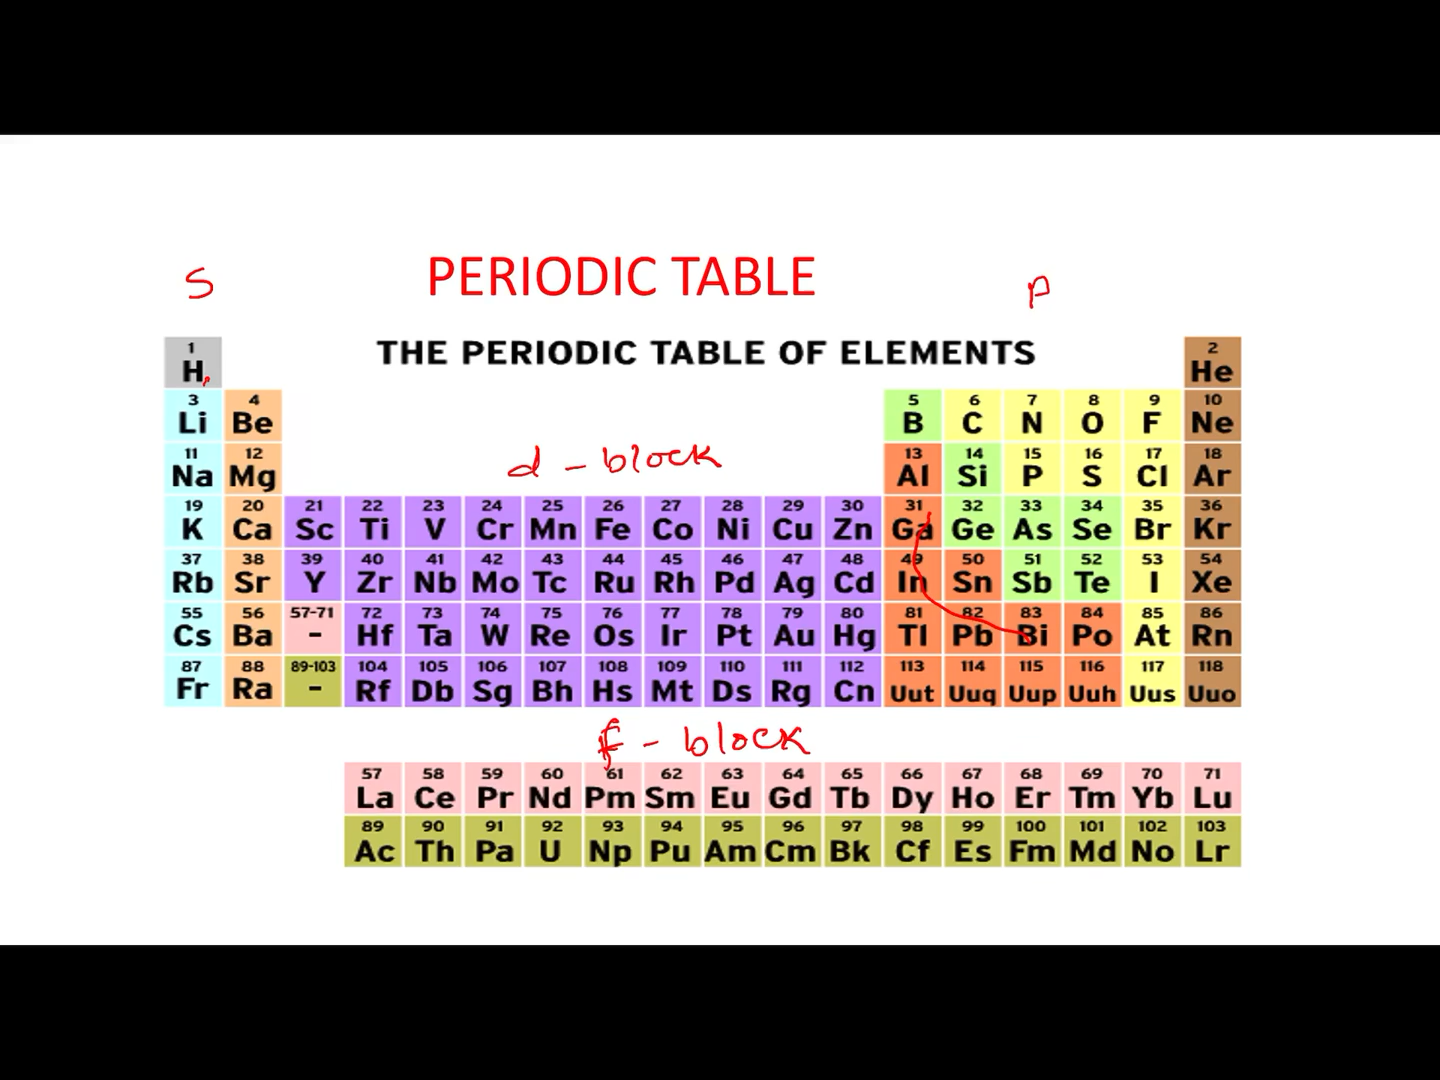 PERIODIC TABLE
S
P
THE PERIODIC TABLE OF ELEMENTS
1 2
H He
3 4 5 6 7 8 9 10
Li Be B C N O F Ne
d - block
11 12 13 14 15 16 17 18
Na Mg Al Si P S Cl Ar
19 20 21 22 23 24 25 26 27 28 29 30 31 32 33 34 35 36
K Ca Sc Ti V Cr Mn Fe Co Ni Cu Zn Ga Ge As Se Br Kr
37 38 39 40 41 42 43 44 45 46 47 48 49 50 51 52 53 54
Rb Sr Y Zr Nb Mo Tc Ru Rh Pd Ag Cd In Sn Sb Te I Xe
55 56 57-71 72 73 74 75 76 77 78 79 80 81 82 83 84 85 86
Cs Ba - Hf Ta W Re Os Ir Pt Au Hg Tl Pb Bi Po At Rn
87 88 89-103 104 105 106 107 108 109 110 111 112 113 114 115 116 117 118
Fr Ra - Rf Db Sg Bh Hs Mt Ds Rg Cn Uut Uuq Uup Uuh Uus Uuo
f - block
57 58 59 60 61 62 63 64 65 66 67 68 69 70 71
La Ce Pr Nd Pm Sm Eu Gd Tb Dy Ho Er Tm Yb Lu
89 90 91 92 93 94 95 96 97 98 99 100 101 102 103
Ac Th Pa U Np Pu Am Cm Bk Cf Es Fm Md No Lr